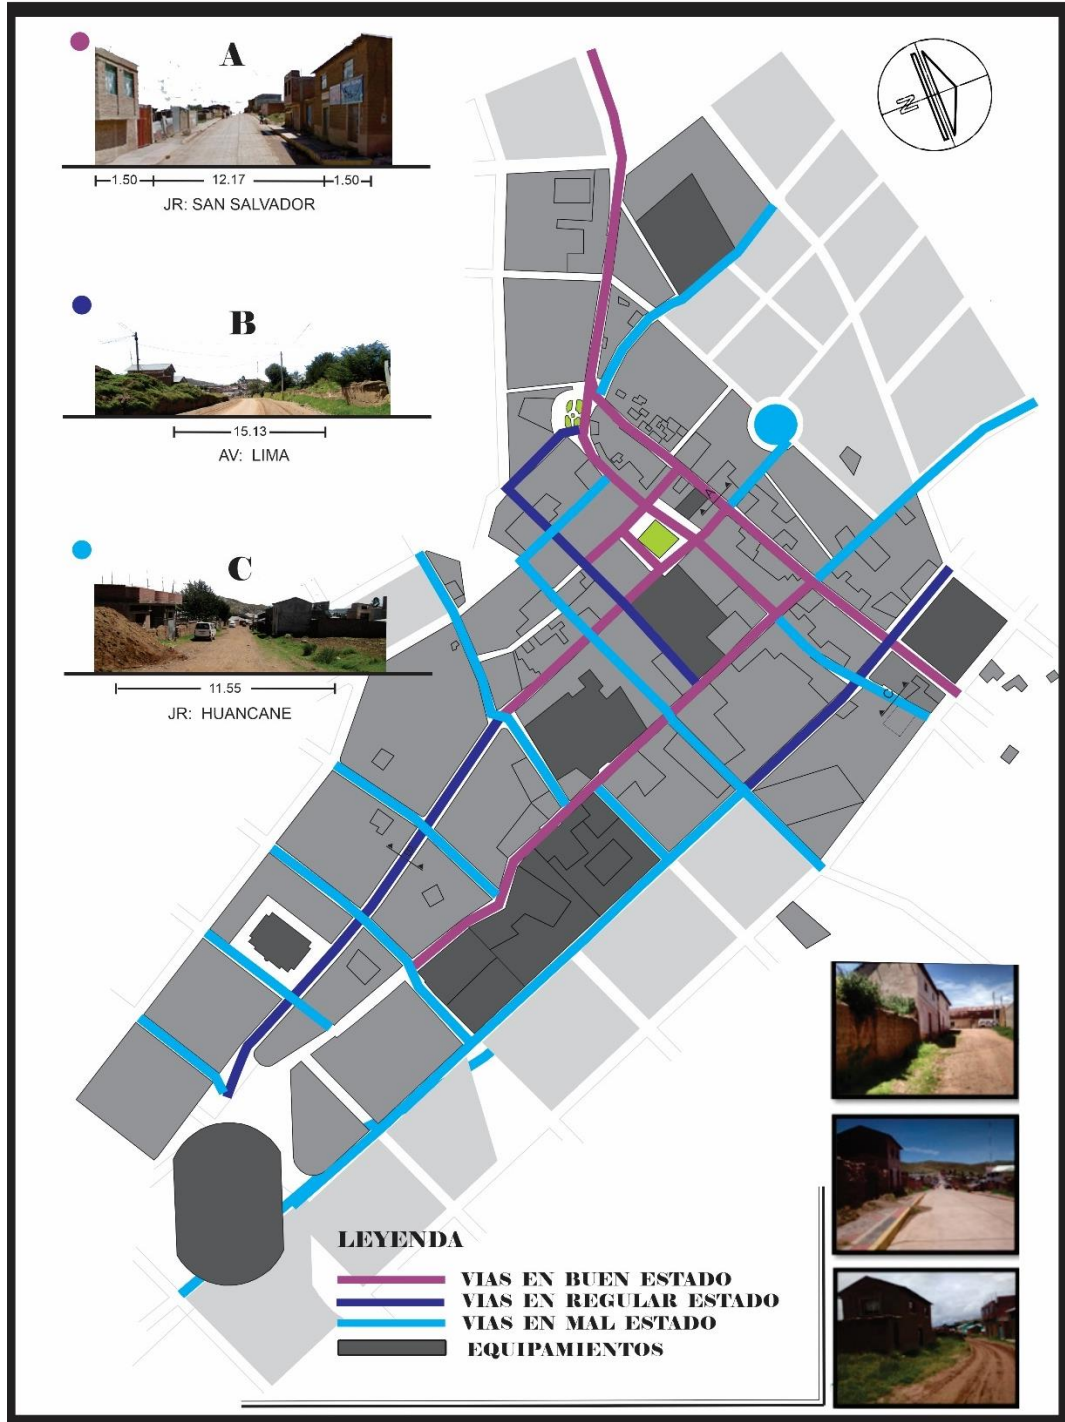 A
1.50 12.17 1.50
JR: SAN SALVADOR
N
B
15.13
AV: LIMA
C
11.55
JR: HUANCANE
A
C
LEYENDA
VIAS EN BUEN ESTADO
VIAS EN REGULAR ESTADO
VIAS EN MAL ESTADO
EQUIPAMIENTOS